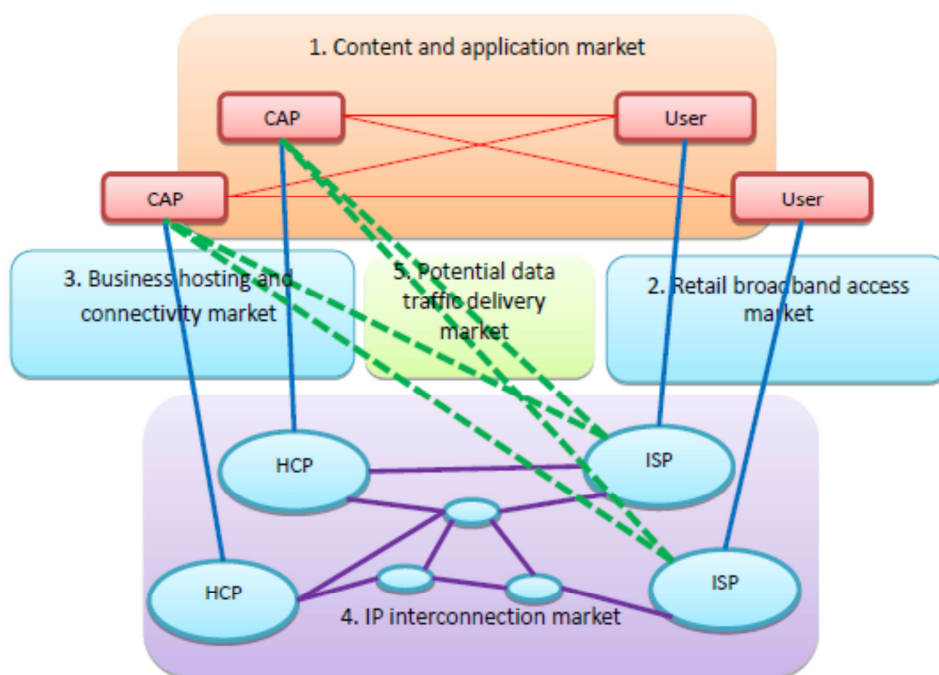 1. Content and application market
CAP
User
CAP
User
3. Business hosting and
connectivity market
5. Potential data
traffic delivery
market
2. Retail broadband access
market
HCP
ISP
HCP
ISP
4. IP interconnection market